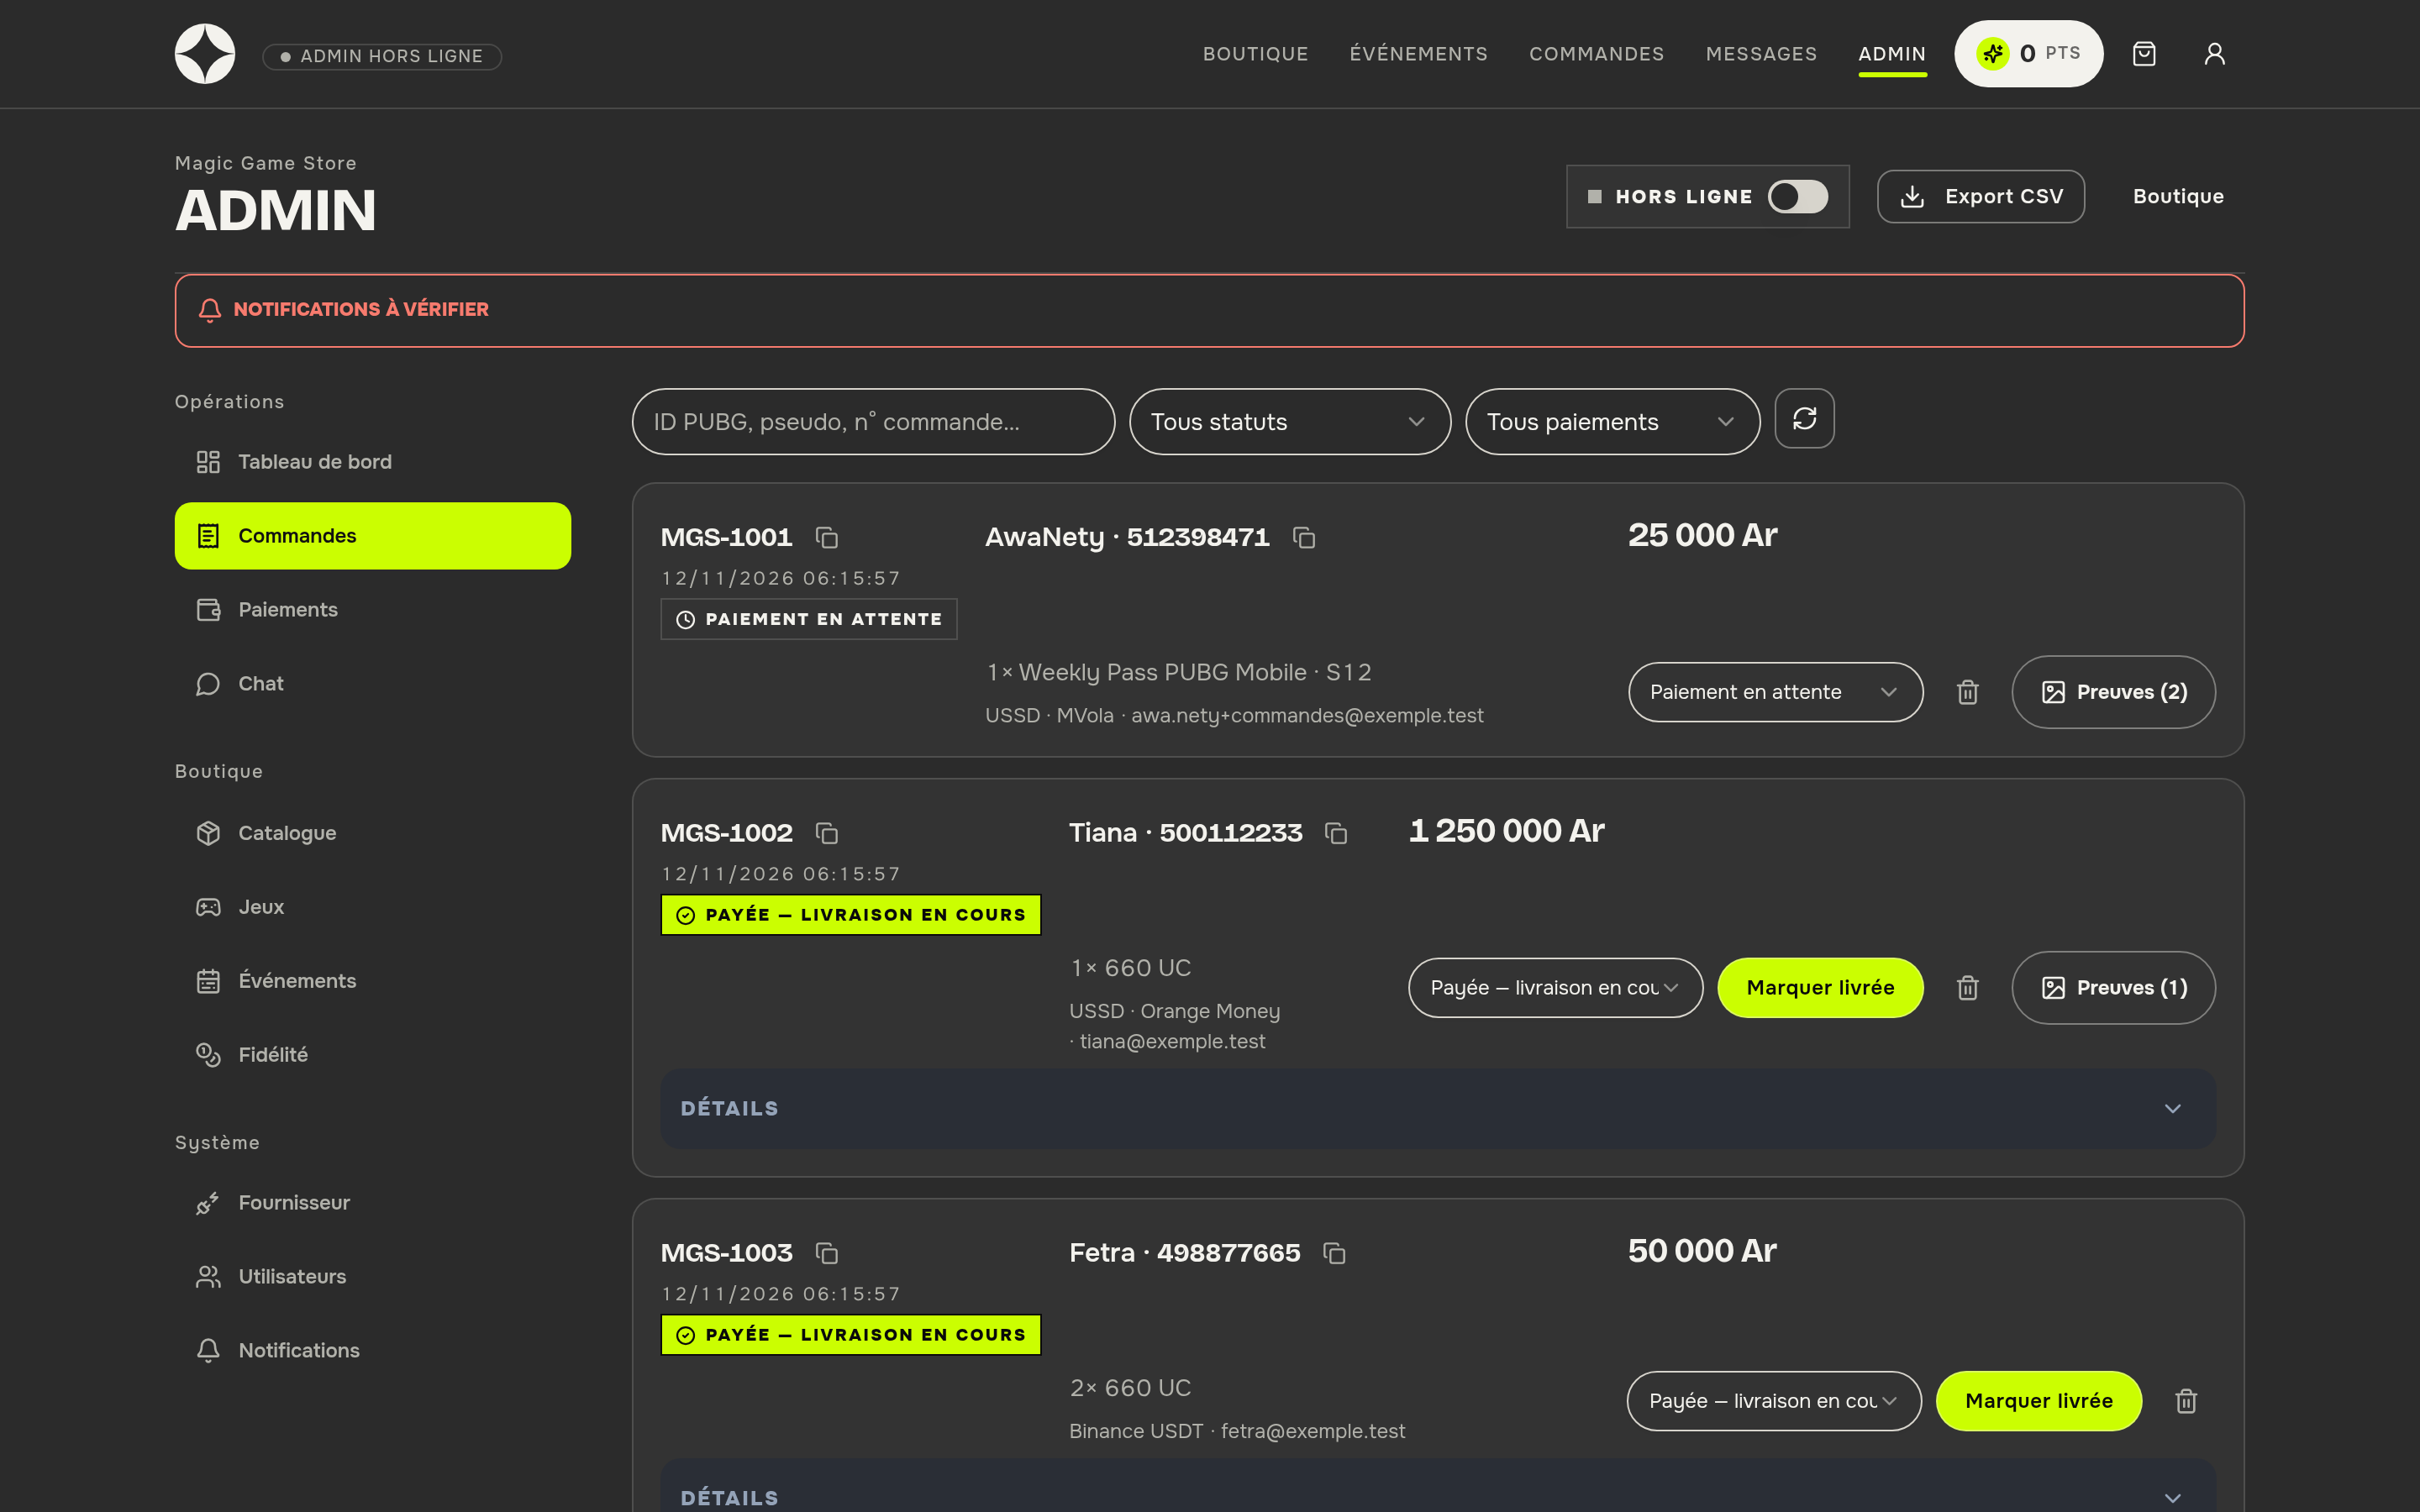 ADMIN HORS LIGNE
BOUTIQUE
ÉVÉNEMENTS
COMMANDES
MESSAGES
ADMIN
0 PTS
Magic Game Store
ADMIN
HORS LIGNE
Export CSV
Boutique
NOTIFICATIONS À VÉRIFIER
Opérations
Tableau de bord
Commandes
Paiements
Chat
Boutique
Catalogue
Jeux
Événements
Fidélité
Système
Fournisseur
Utilisateurs
Notifications
ID PUBG, pseudo, n° commande...
Tous statuts
Tous paiements
MGS-1001
12/11/2026 06:15:57
PAIEMENT EN ATTENTE
AwaNety · 512398471
25 000 Ar
1× Weekly Pass PUBG Mobile · S12
USSD · MVola · awa.nety+commandes@exemple.test
Paiement en attente
Preuves (2)
MGS-1002
12/11/2026 06:15:57
PAYÉE — LIVRAISON EN COURS
Tiana · 500112233
1 250 000 Ar
1× 660 UC
USSD · Orange Money
· tiana@exemple.test
Payée — livraison en cou
Marquer livrée
Preuves (1)
DÉTAILS
MGS-1003
12/11/2026 06:15:57
PAYÉE — LIVRAISON EN COURS
Fetra · 498877665
50 000 Ar
2× 660 UC
Binance USDT · fetra@exemple.test
Payée — livraison en cou
Marquer livrée
DÉTAILS